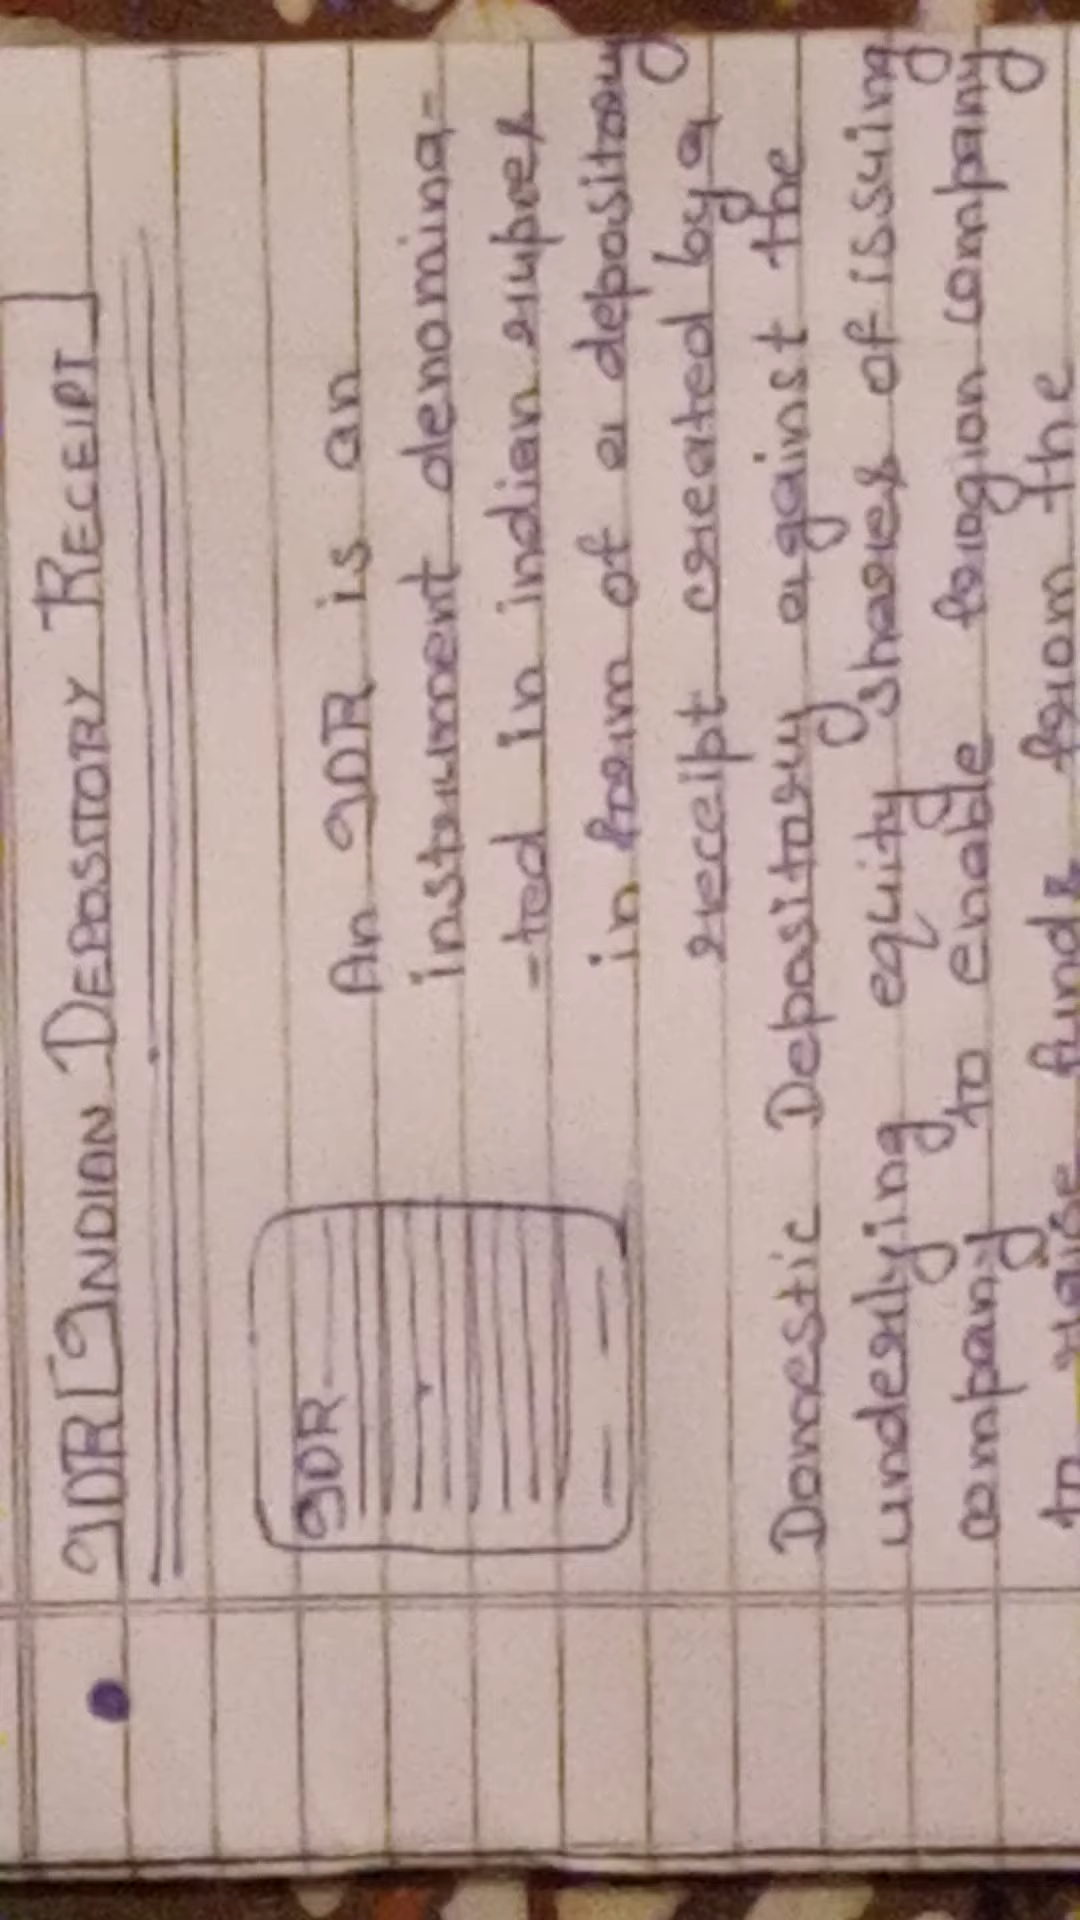 IDR [INDIAN DEPOSITORY RECEIPT]
IDR
An IDR is an
instrument denomina-
-ted in indian rupees
in form of a depository
receipt created by a
Domestic Depository against the
underlying equity shares of issuing
company to enable foregion company
to raise funds from the